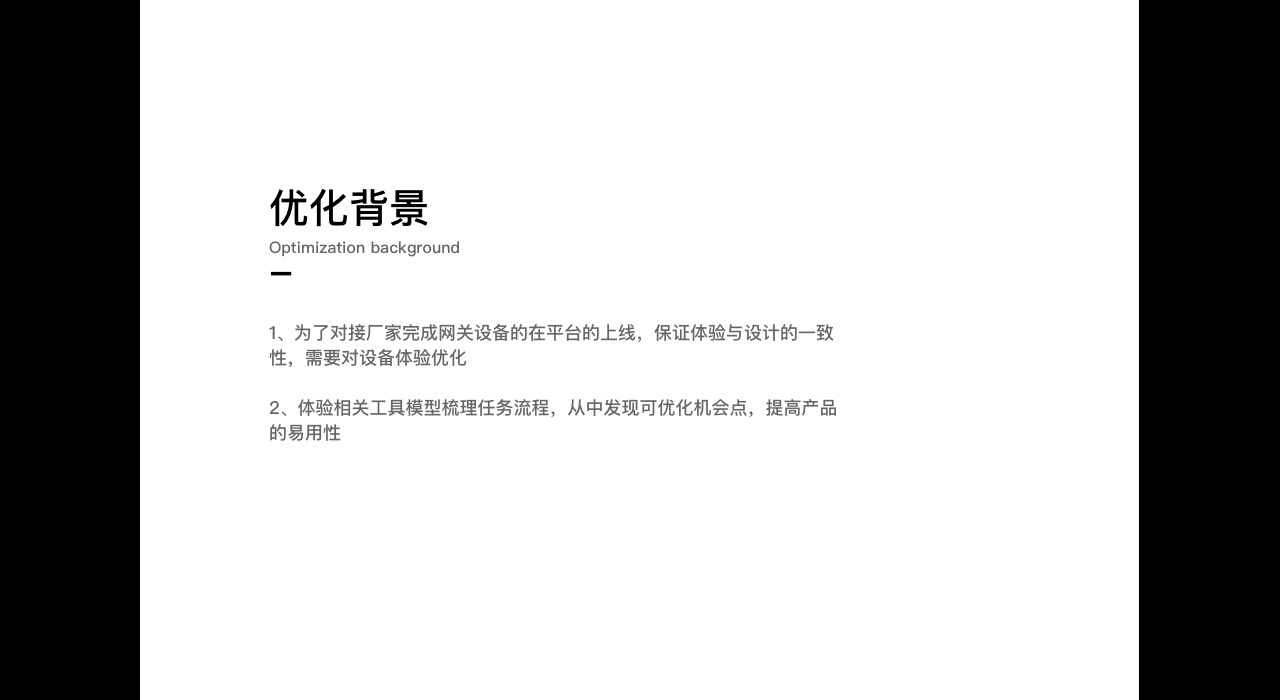 优化背景
Optimization background
1、为了对接厂家完成网关设备的在平台的上线，保证体验与设计的一致
性，需要对设备体验优化
2、体验相关工具模型梳理任务流程，从中发现可优化机会点，提高产品
的易用性